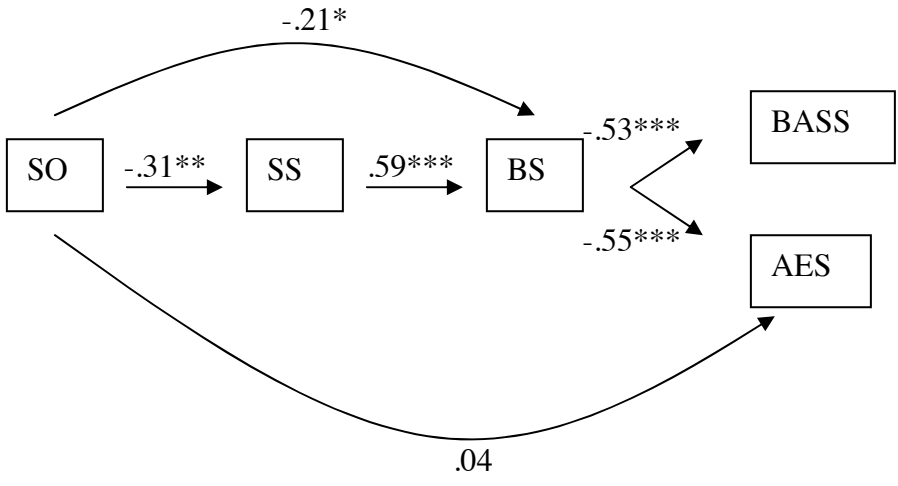 -.21*
-.53***
BASS
SO
-.31**
SS
.59***
BS
-.55***
AES
.04